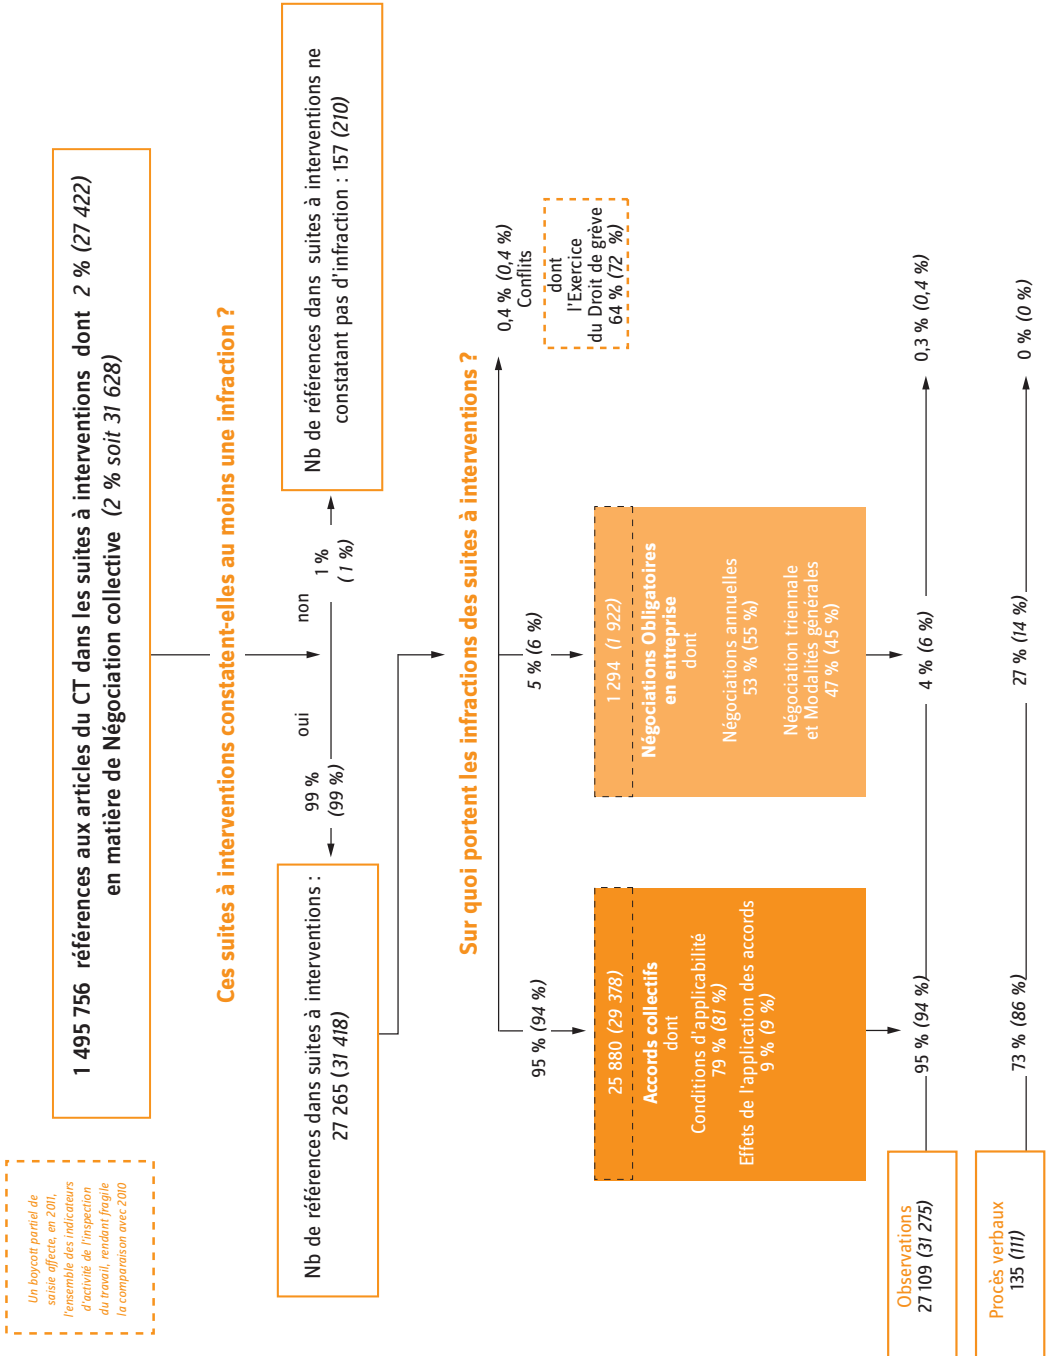 Un boycott partiel de
saisie affecte, en 2011,
l'ensemble des indicateurs
d'activité de l'inspection
du travail, rendant fragile
la comparaison avec 2010
1 495 756 références aux articles du CT dans les suites à interventions dont 2 % (27 422)
en matière de Négociation collective (2 % soit 31 628)
Ces suites à interventions constatent-elles au moins une infraction ?
oui
non
99 %
(99 %)
1 %
(1 %)
Nb de références dans suites à interventions :
27 265 (31 418)
Nb de références dans suites à interventions ne
constatant pas d'infraction : 157 (210)
Sur quoi portent les infractions des suites à interventions ?
95 % (94 %)
5 % (6 %)
0,4 % (0,4 %)
Conflits
dont
l'Exercice
du Droit de grève
64 % (72 %)
25 880 (29 378)
Accords collectifs
dont
Conditions d'applicabilité
79 % (81 %)
Effets de l'application des accords
9 % (9 %)
1 294 (1 922)
Négociations Obligatoires
en entreprise
dont
Négociations annuelles
53 % (55 %)
Négociation triennale
et Modalités générales
47 % (45 %)
Observations
27 109 (31 275)
95 % (94 %)
4 % (6 %)
0,3 % (0,4 %)
Procès verbaux
135 (111)
73 % (86 %)
27 % (14 %)
0 % (0 %)